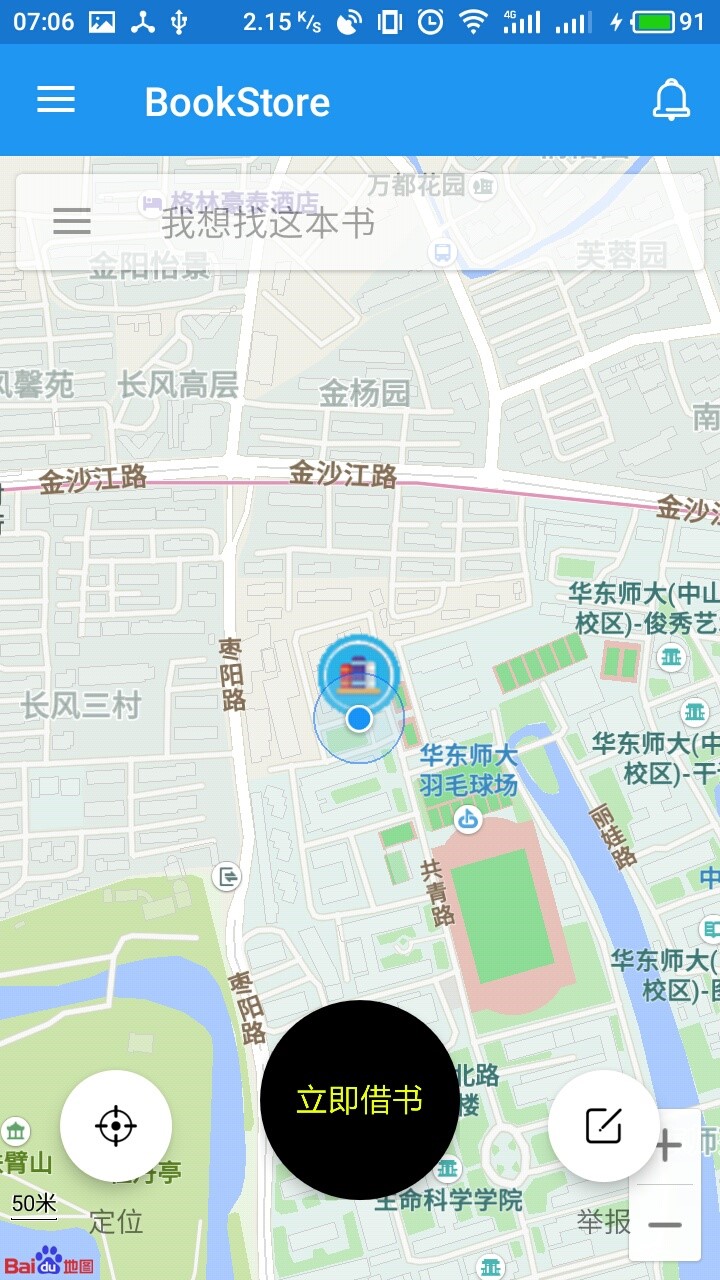 07:06
2.15 K/S
4G
91
BookStore
万都花园
格林豪泰酒店
我想找这本书
金阳怡景
芙蓉园
风馨苑
长风高层
金杨园
南
金沙江路
金沙江路
金沙江
华东师大(中山
校区)-俊秀艺
枣阳路
长风三村
华东师大(中
校区)-干
华东师大
羽毛球场
丽娃路
共青路
中
华东师大(
校区)-图
枣阳路
立即借书
北路
楼
师
臂山
牡丹亭
50米
生命科学学院
定位
举报
Baidu地图